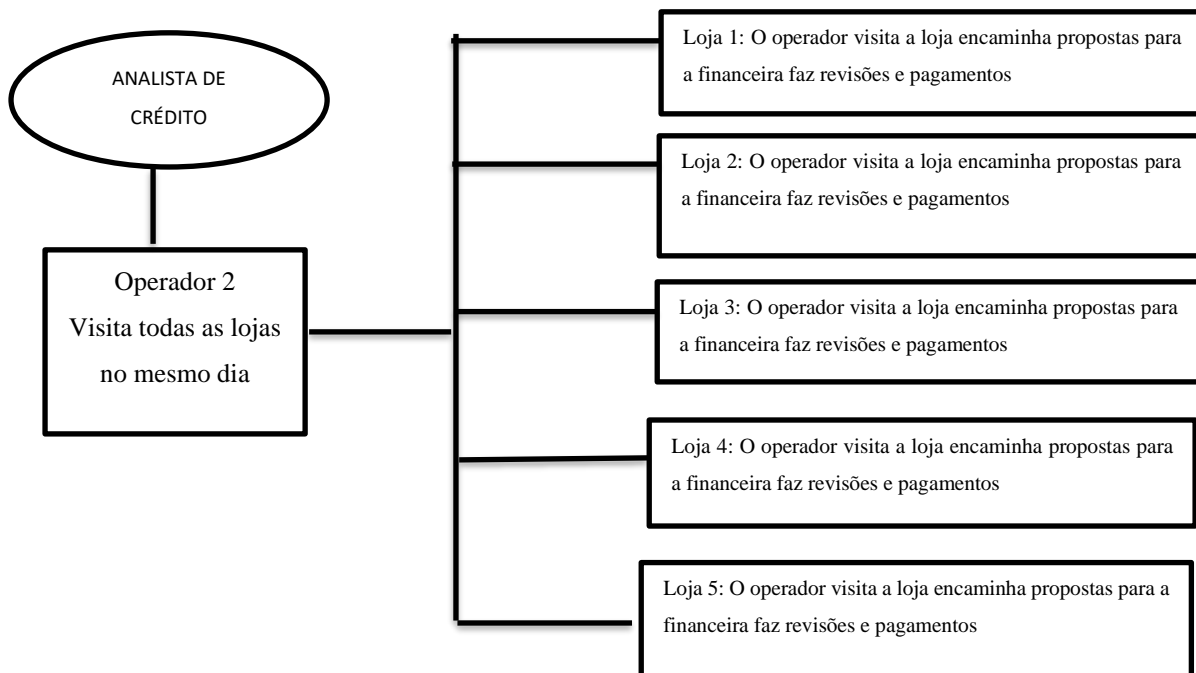 ANALISTA DE
CRÉDITO
Operador 2
Visita todas as lojas
no mesmo dia
Loja 1: O operador visita a loja encaminha propostas para
a financeira faz revisões e pagamentos
Loja 2: O operador visita a loja encaminha propostas para
a financeira faz revisões e pagamentos
Loja 3: O operador visita a loja encaminha propostas para
a financeira faz revisões e pagamentos
Loja 4: O operador visita a loja encaminha propostas para
a financeira faz revisões e pagamentos
Loja 5: O operador visita a loja encaminha propostas para a
financeira faz revisões e pagamentos